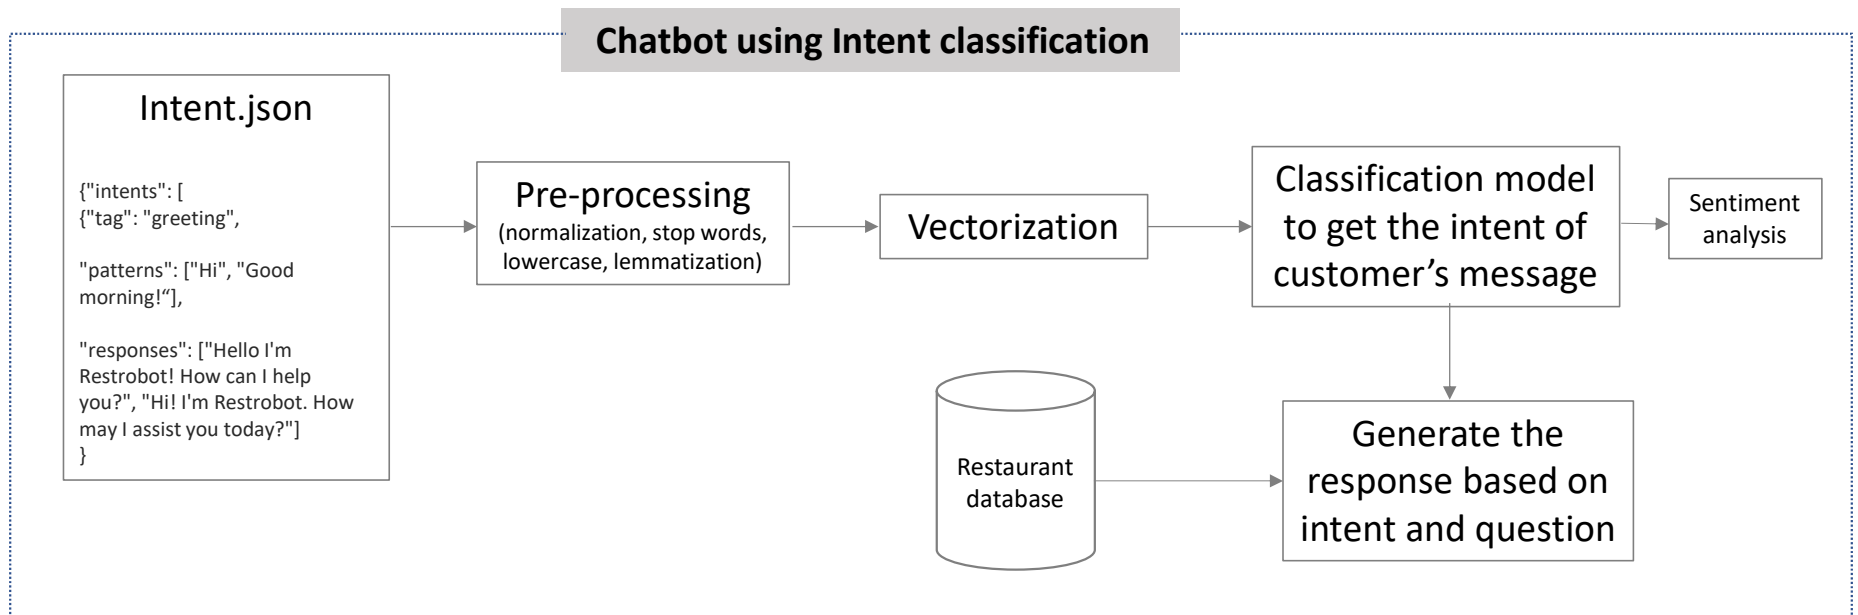 Chatbot using Intent classification
Intent.json
{"intents": [
{"tag": "greeting",
"patterns": ["Hi", "Good
morning!“],
"responses": ["Hello I'm
Restrobot! How can I help
you?", "Hi! I'm Restrobot. How
may I assist you today?"]
}
Pre-processing
(normalization, stop words,
lowercase, lemmatization)
Vectorization
Classification model
to get the intent of
customer’s message
Sentiment
analysis
Restaurant
database
Generate the
response based on
intent and question